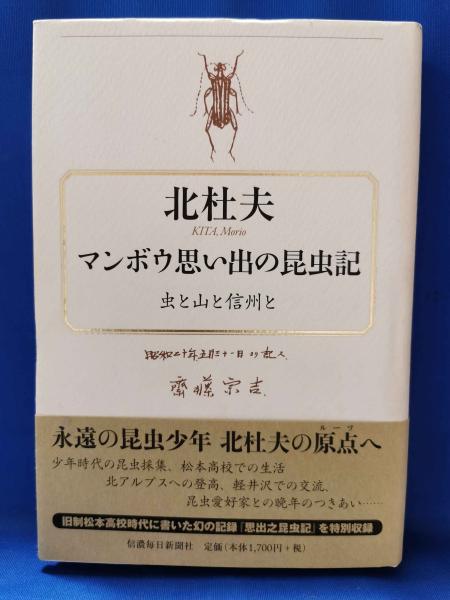 北杜夫
KITA, Morio
マンボウ思い出の昆虫記
虫と山と信州と
昭和二十年五月三十一日の記入
齋藤宗吉
永遠の昆虫少年 北杜夫の原点へ
ルーツ
少年時代の昆虫採集、松本高校での生活
北アルプスへの登高、軽井沢での交流、
昆虫愛好家との晩年のつきあい……
旧制松本高校時代に書いた幻の記録『思出之昆虫記』を特別収録
信濃毎日新聞社 定価(本体1,700円+税)